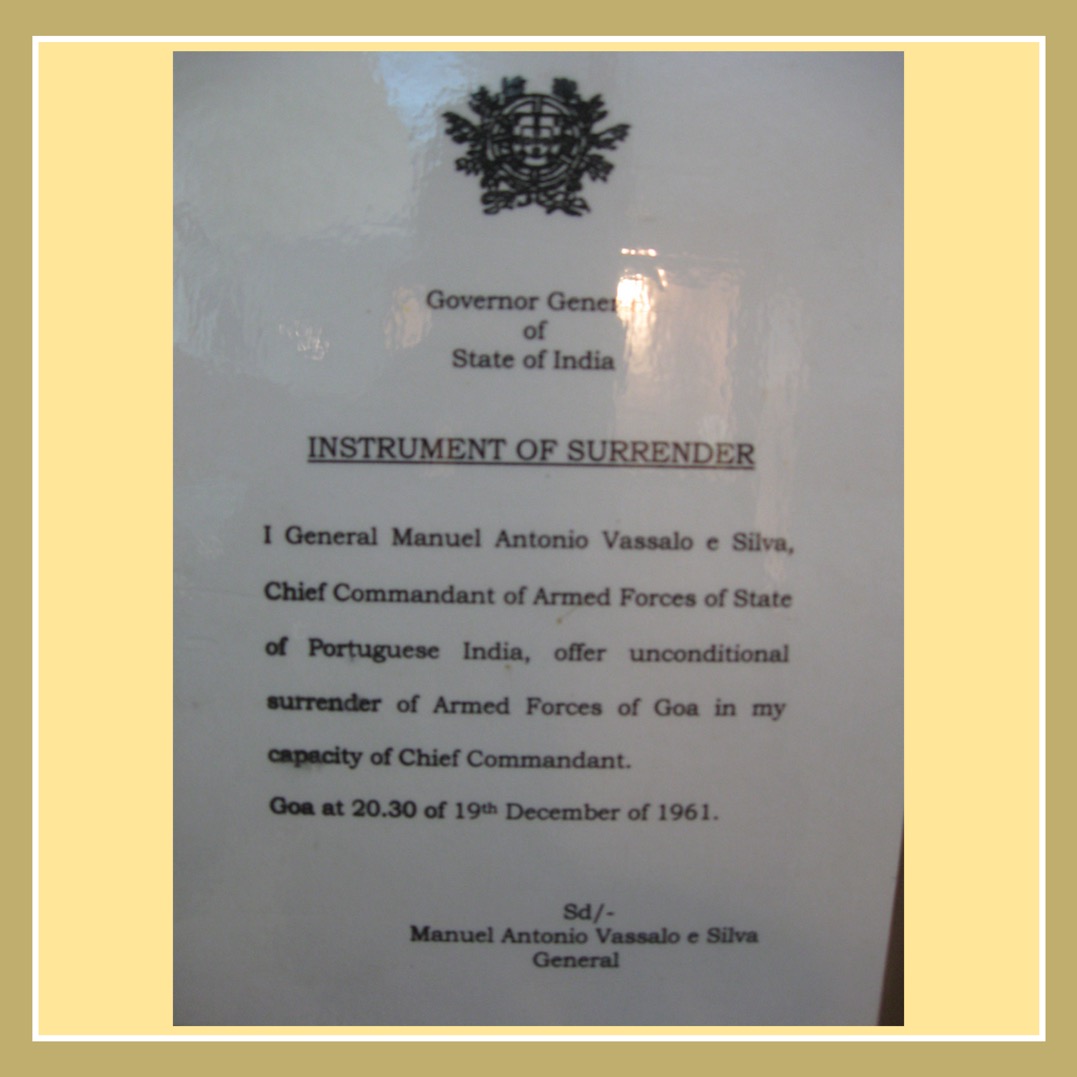 Governor
of
State of India
INSTRUMENT OF SURRENDER
I General Manuel Antonio Vassalo e Silva,
Chief Commandant of Armed Forces of State
of Portuguese India, offer unconditional
surrender of Armed Forces of Goa in my
capacity of Chief Commandant.
Goa at 20.30 of 19th December of 1961.
Sd/-
Manuel Antonio Vassalo e Silva
General